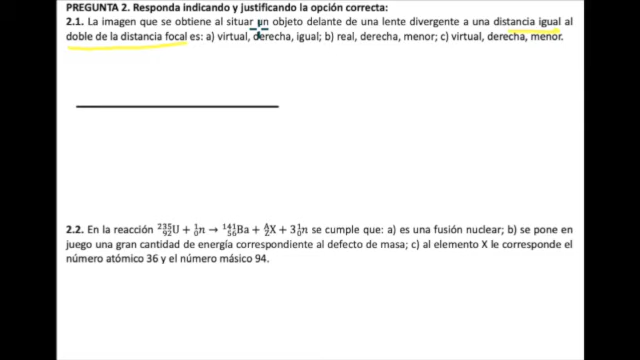 PREGUNTA 2. Responda indicando y justificando la opción correcta:
2.1. La imagen que se obtiene al situar un objeto delante de una lente divergente a una distancia igual al
doble de la distancia focal es: a) virtual, derecha, igual; b) real, derecha, menor; c) virtual, derecha, menor.
2.2. En la reacción ²³⁵₉₂U + ¹₀n → ¹⁴¹₅₆Ba + ᴬ_ZX + 3¹₀n se cumple que: a) es una fusión nuclear; b) se pone en
juego una gran cantidad de energía correspondiente al defecto de masa; c) al elemento X le corresponde el
número atómico 36 y el número másico 94.